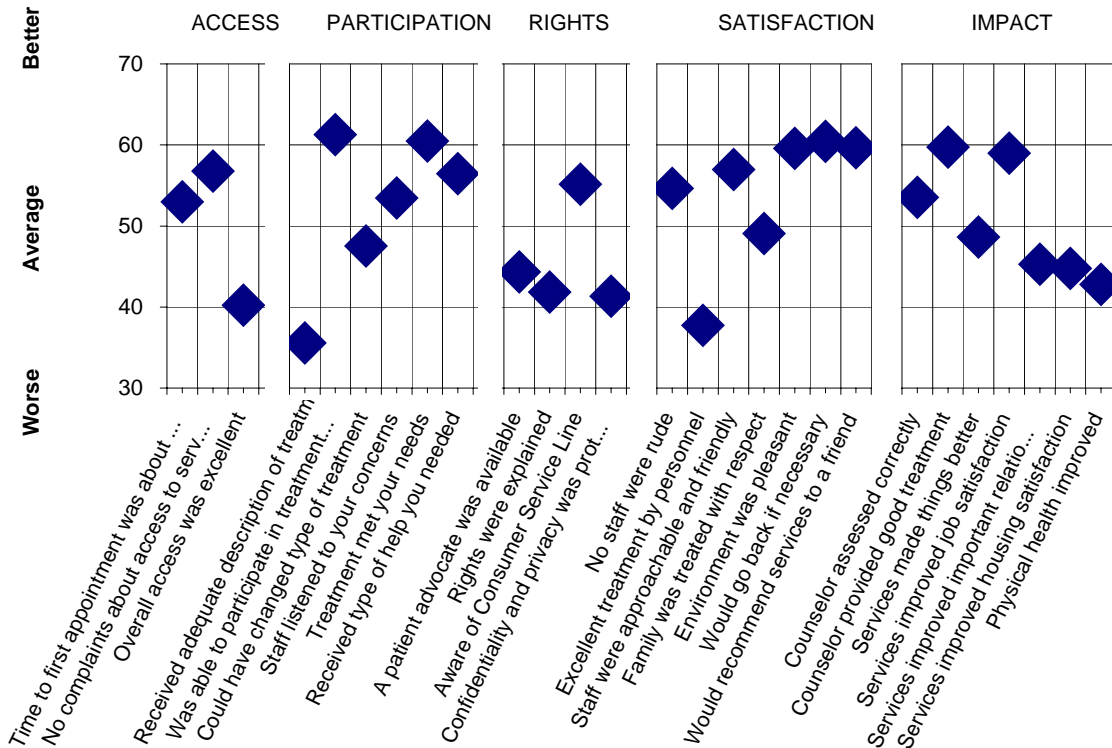 ACCESS
PARTICIPATION
RIGHTS
SATISFACTION
IMPACT
Better
Average
Worse
70
60
50
40
30
Time to first appointment was about ...
No complaints about access to serv...
Overall access was excellent
Received adequate description of treatm
Was able to participate in treatment...
Could have changed type of treatment
Staff listened to your concerns
Treatment met your needs
Received type of help you needed
A patient advocate was available
Rights were explained
Aware of Consumer Service Line
Confidentiality and privacy was prot...
No staff were rude
Excellent treatment by personnel
Staff were approachable and friendly
Family was treated with respect
Environment was pleasant
Would go back if necessary
Would recommend services to a friend
Counselor assessed correctly
Counselor provided good treatment
Services made things better
Services improved job satisfaction
Services improved important relatio...
Services improved housing satisfaction
Physical health improved